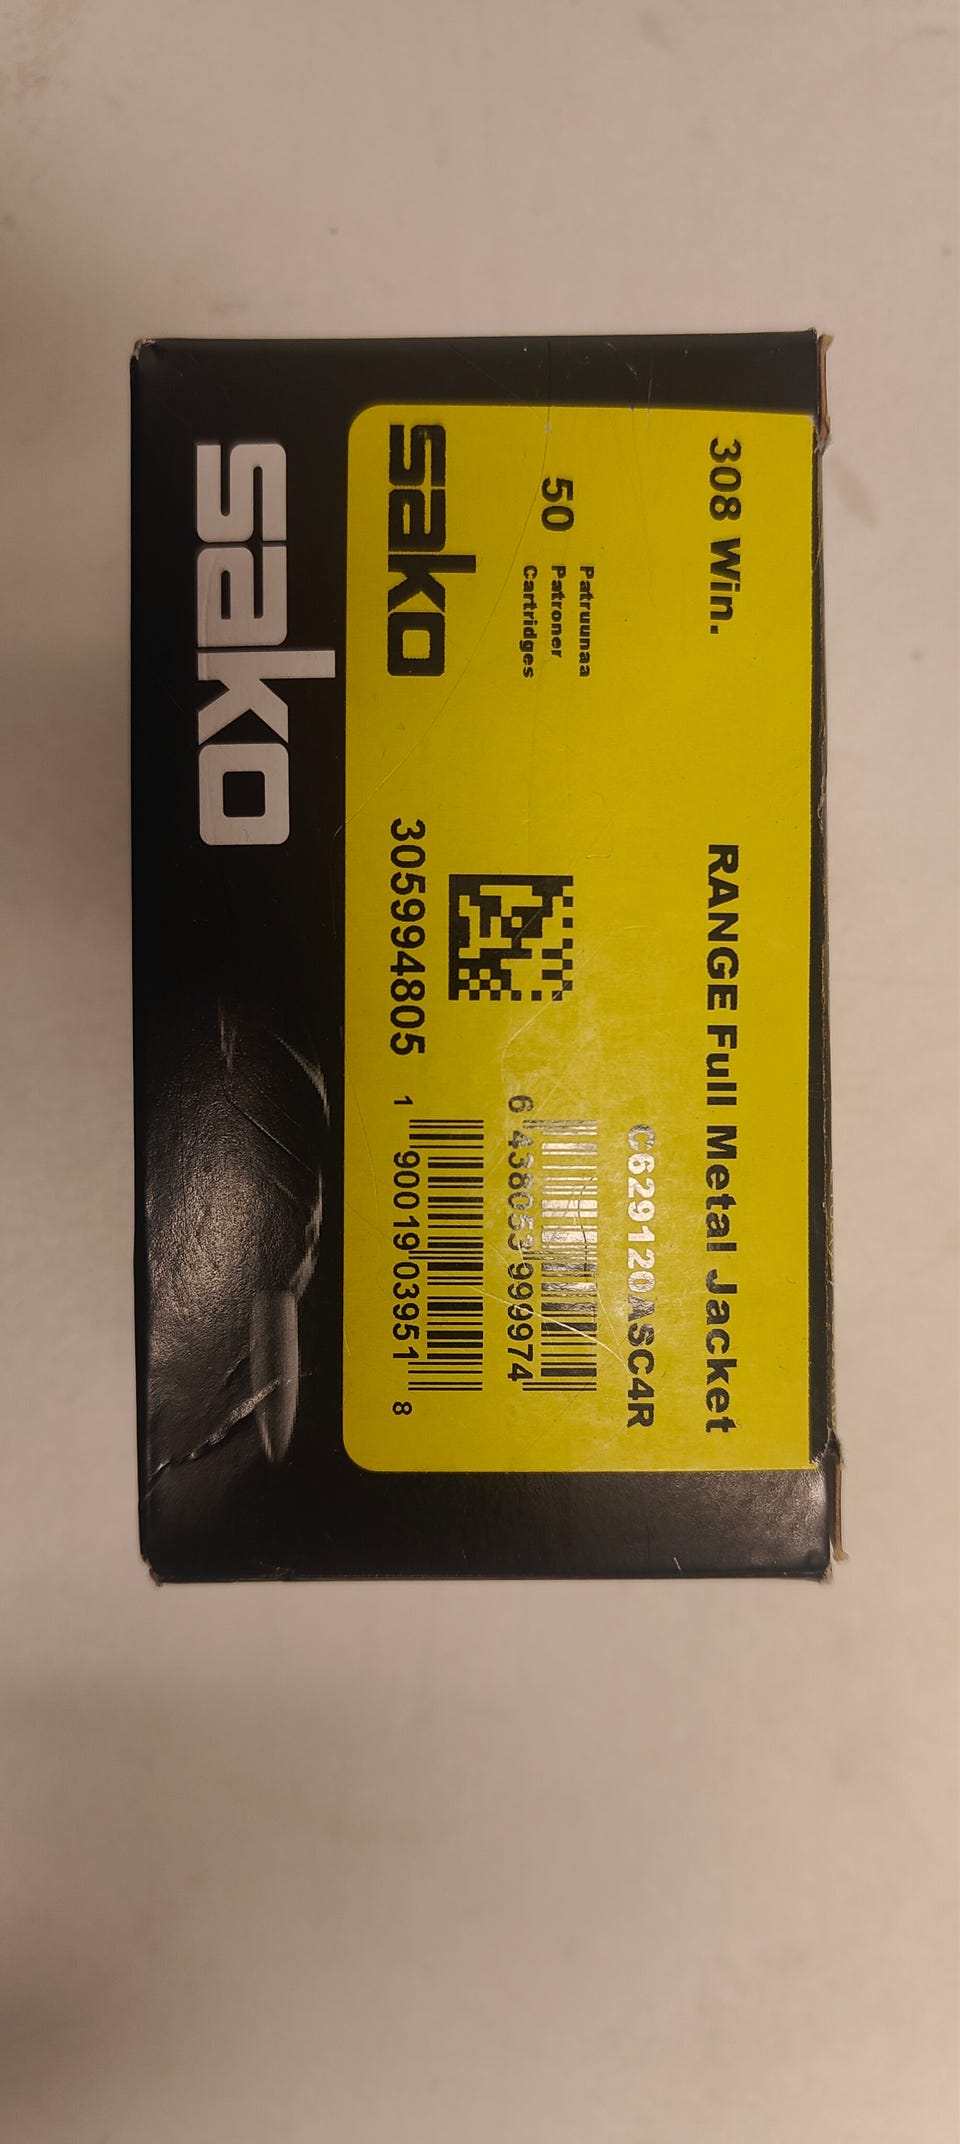 308 Win.
RANGE Full Metal Jacket
C629120ASC4R
50
Patruunaa
Patroner
Cartridges
6 438053 999974
sako
305994805
1 90019 03951 8
sako